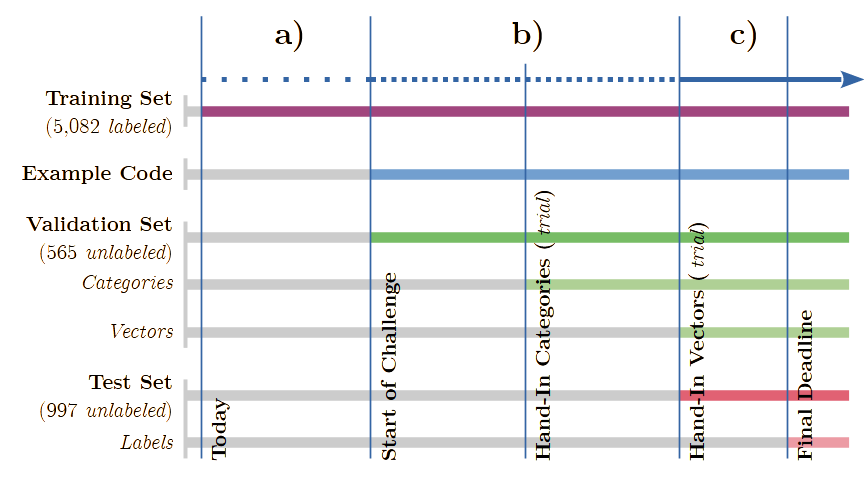 a)
b)
c)
Training Set
(5,082 labeled)
Example Code
Validation Set
(565 unlabeled)
Categories
Vectors
Test Set
(997 unlabeled)
Labels
Today
Start of Challenge
Hand-In Categories ( trial)
Hand-In Vectors ( trial)
Final Deadline